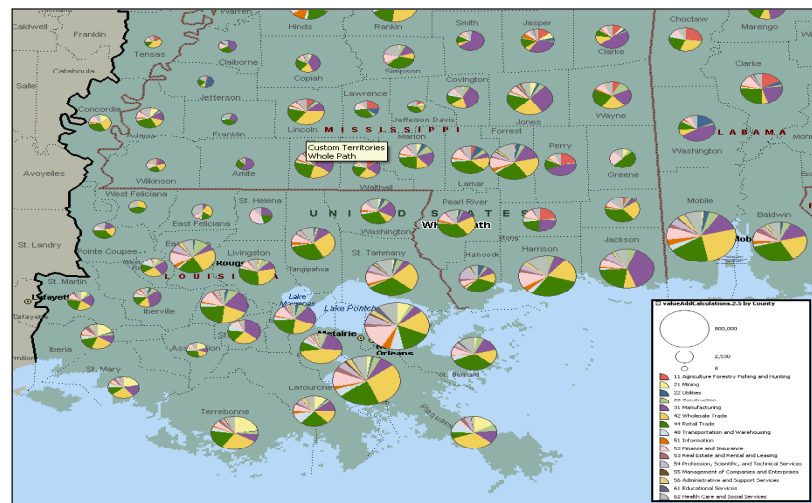 Warren
Hinds
Rankin
Smith
Jasper
Clarke
Choctaw
Marengo
Caldwell
Franklin
Tensas
Claiborne
Copiah
Simpson
Catahoula
Salle
Covington
Clarke
Jefferson
Lawrence
Jefferson Davis
Concordia
Adams
Franklin
Lincoln
MISSISSIPPI
Marion
Forrest
Jones
Wayne
Washington
LABAMA
Custom Territories
Whole Path
Perry
Greene
Avoyelles
Wilkinson
Amite
Walthall
Lamar
West Feliciana
St. Helena
Pearl River
East Feliciana
UNITED STATES
Washington
Mobile
Baldwin
St. Landry
Pointe Coupee
Livingston
Tangipahoa
St. Tammany
Hancock
Stone
Harrison
Jackson
St. Martin
LOUISIANA
Lafayette
Iberville
Lake
Maurepas
Lake Pontch
Metairie
Orleans
Iberia
St. Mary
St. Bernard
Lafourche
Terrebonne
Plaquem
valueAddCalculations.2.5 by County
800,000
2,500
8
11 Agriculture Forestry Fishing and Hunting
21 Mining
22 Utilities
23 Construction
31 Manufacturing
42 Wholesale Trade
44 Retail Trade
48 Transportation and Warehousing
51 Information
52 Finance and Insurance
53 Real Estate and Rental and Leasing
54 Profession, Scientific, and Technical Services
55 Management of Companies and Enterprises
56 Administrative and Support Services
61 Educational Services
62 Health Care and Social Services